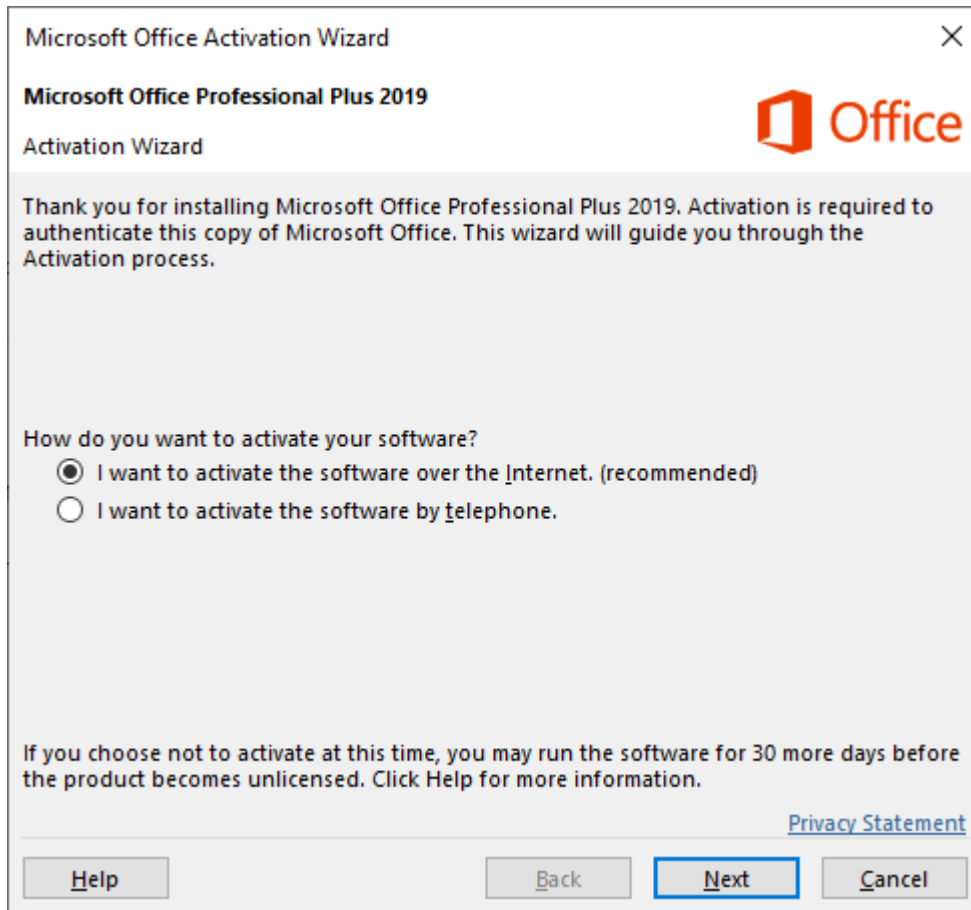 Microsoft Office Activation Wizard
Microsoft Office Professional Plus 2019
Office
Activation Wizard
Thank you for installing Microsoft Office Professional Plus 2019. Activation is required to
authenticate this copy of Microsoft Office. This wizard will guide you through the
Activation process.
How do you want to activate your software?
I want to activate the software over the Internet. (recommended)
I want to activate the software by telephone.
If you choose not to activate at this time, you may run the software for 30 more days before
the product becomes unlicensed. Click Help for more information.
Privacy Statement
Help Back Next Cancel